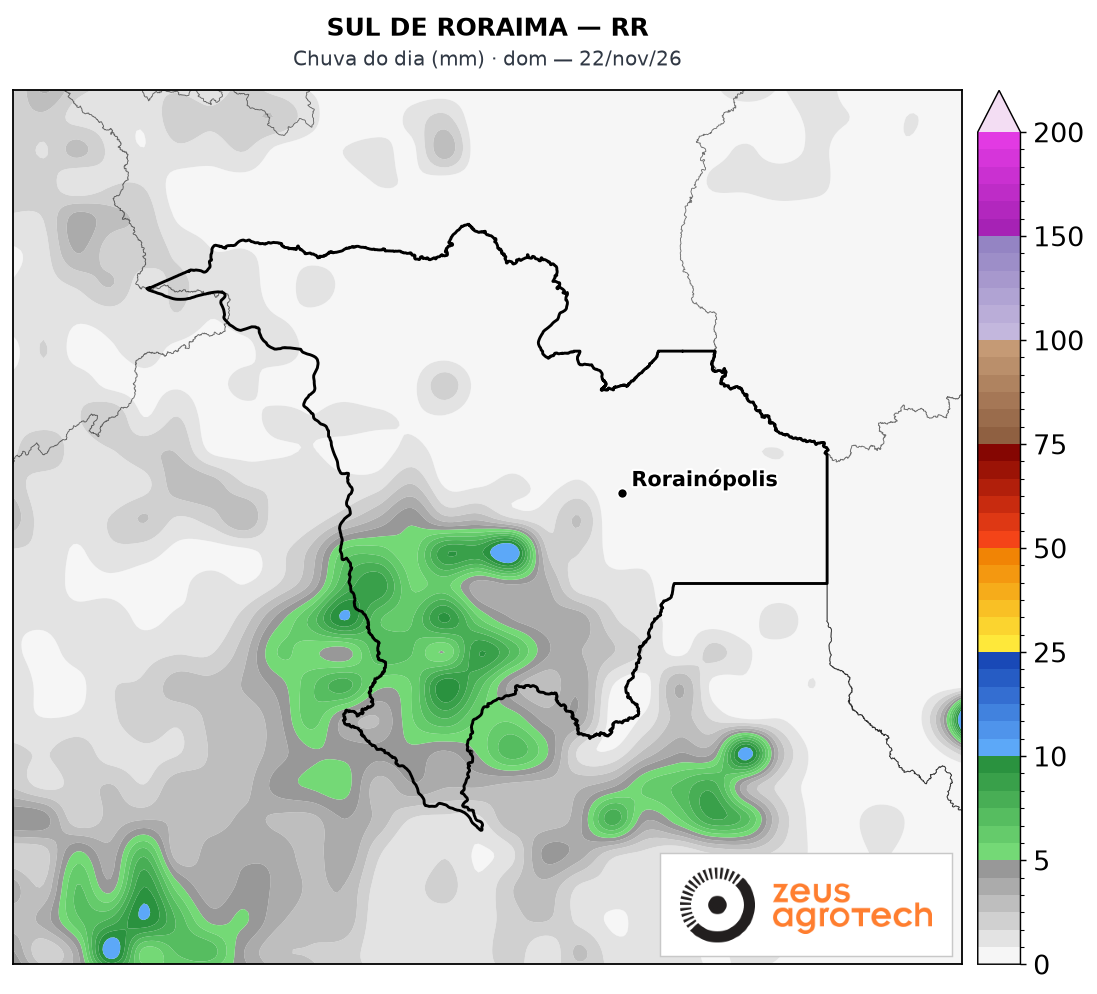 SUL DE RORAIMA — RR
Chuva do dia (mm) · dom — 22/nov/26
200
150
100
75
50
25
10
5
0
Rorainópolis
zeus
agrotech